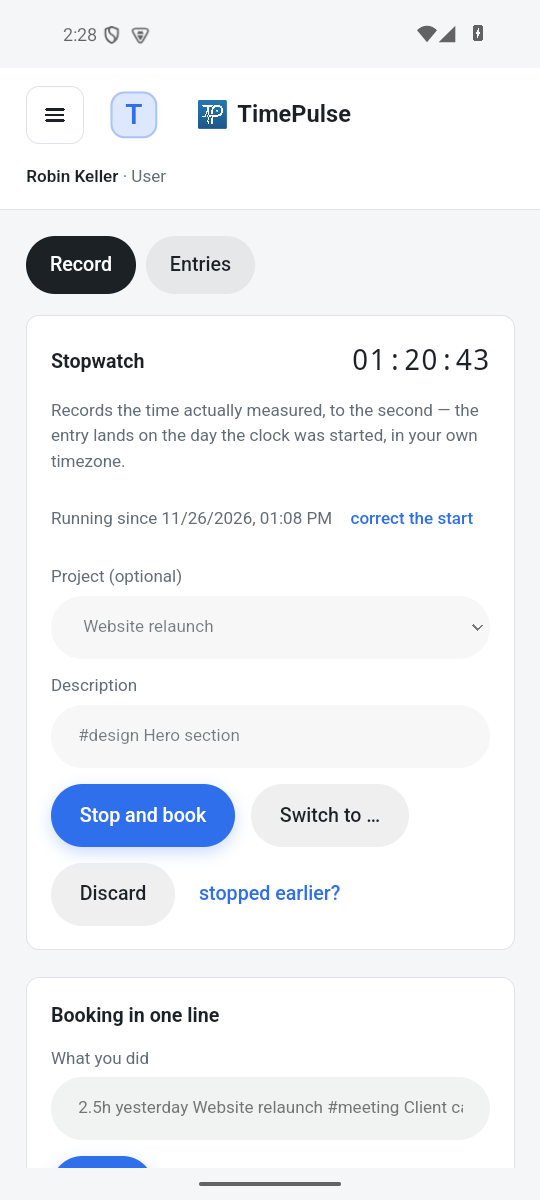 2:28
T
TP TimePulse
Robin Keller · User
Record Entries
Stopwatch 01:20:43
Records the time actually measured, to the second — the
entry lands on the day the clock was started, in your own
timezone.
Running since 11/26/2026, 01:08 PM correct the start
Project (optional)
Website relaunch
Description
#design Hero section
Stop and book Switch to ...
Discard stopped earlier?
Booking in one line
What you did
2.5h yesterday Website relaunch #meeting Client